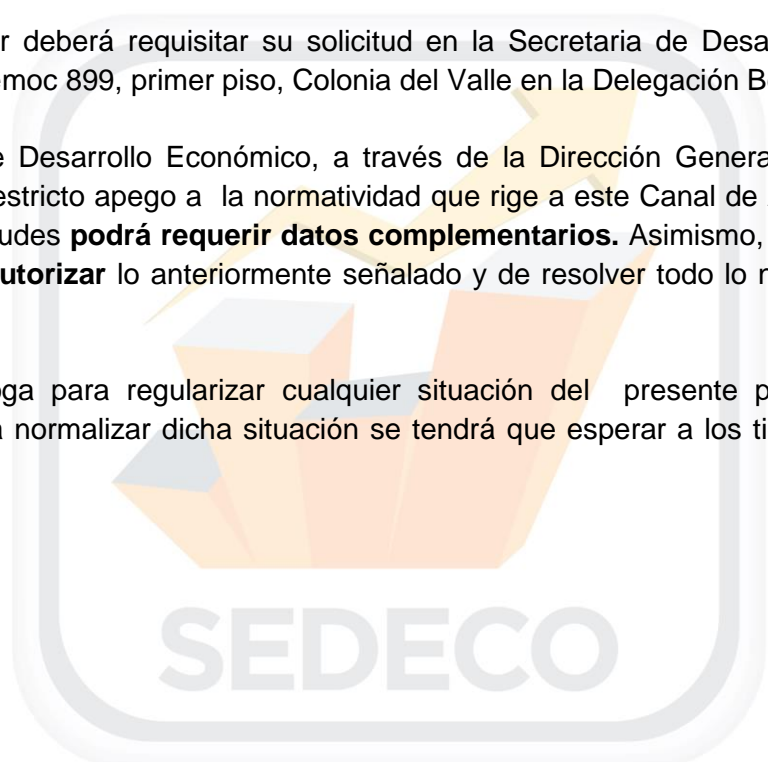 r deberá requisitar su solicitud en la Secretaria de Desa
emoc 899, primer piso, Colonia del Valle en la Delegación B
e Desarrollo Económico, a través de la Dirección Genera
estricto apego a la normatividad que rige a este Canal de
udes podrá requerir datos complementarios. Asimismo,
utorizar lo anteriormente señalado y de resolver todo lo n
ga para regularizar cualquier situación del presente p
a normalizar dicha situación se tendrá que esperar a los ti
SEDECO